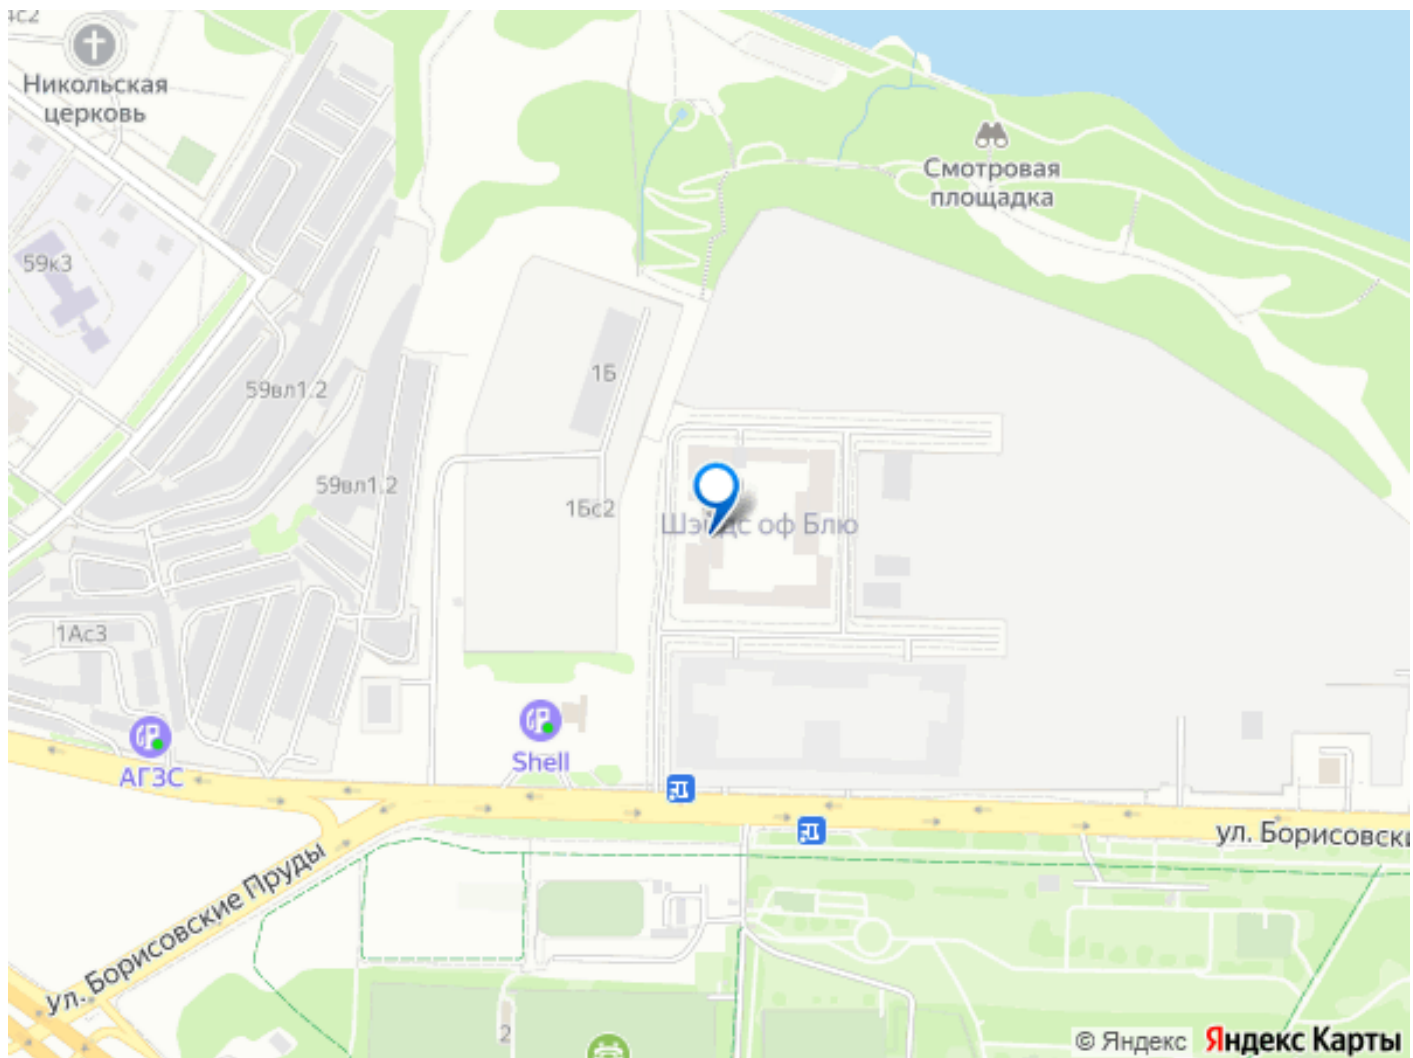 4с2
Никольская
церковь
Смотровая
площадка
59к3
1Б
59вл1.2
59вл1.2
1Бс2
Шэйдс оф Блю
1Ас3
АГЗС
Shell
ул. Борисовски
ул. Борисовские Пруды
2
© Яндекс Яндекс Карты